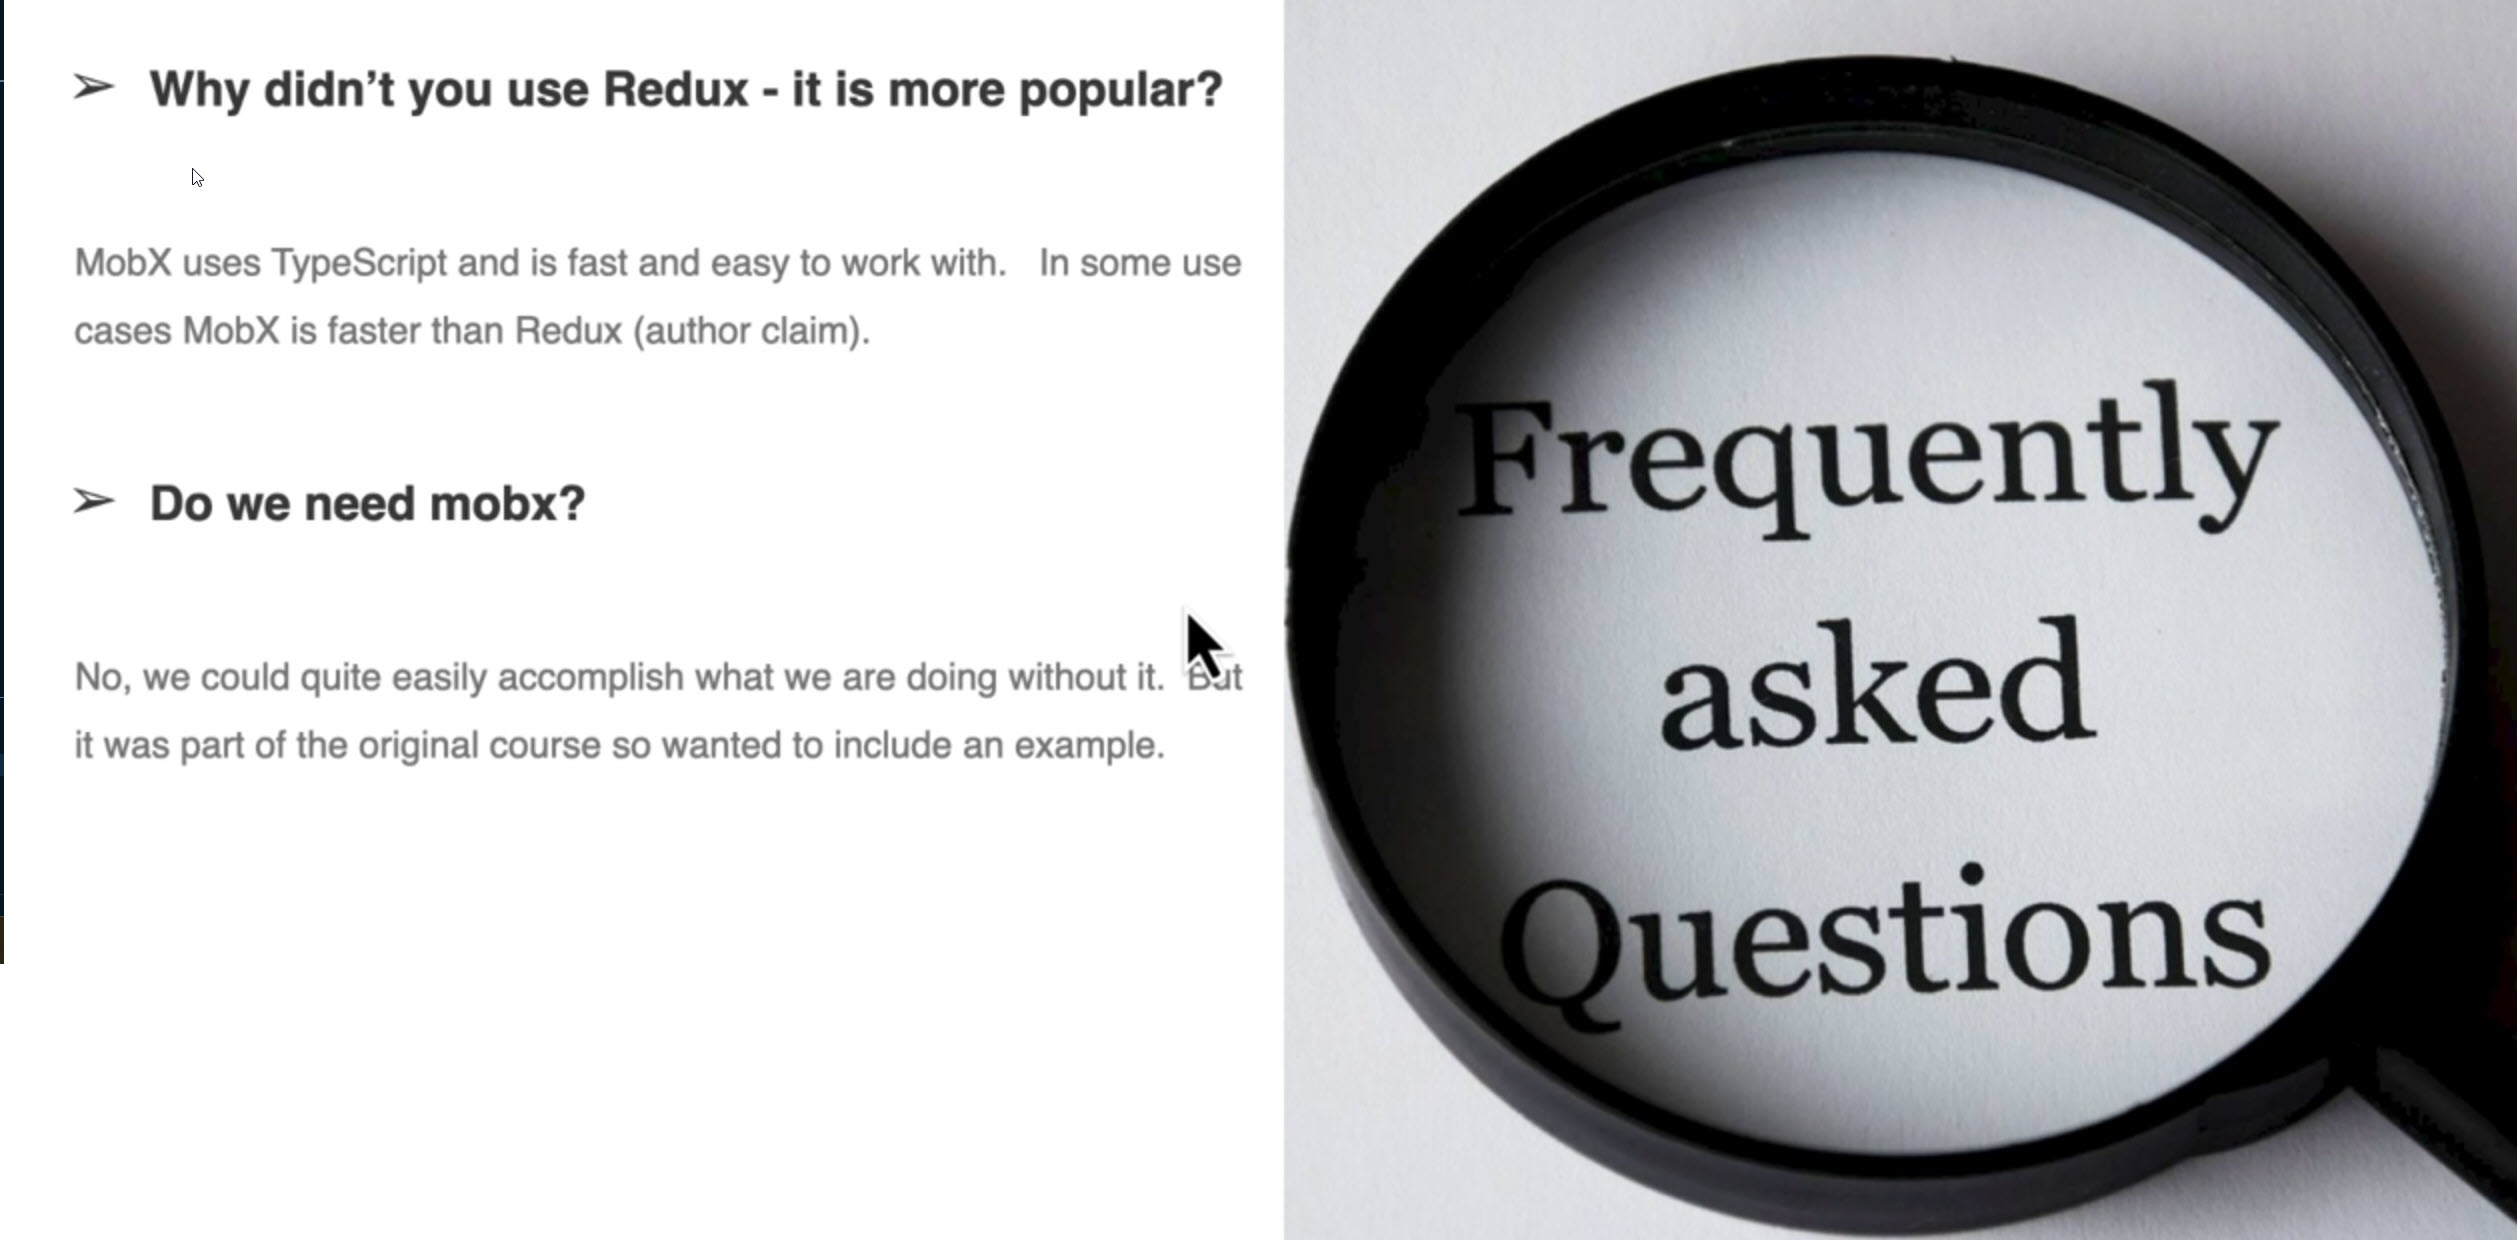 ➢ Why didn’t you use Redux - it is more popular?
MobX uses TypeScript and is fast and easy to work with. In some use
cases MobX is faster than Redux (author claim).
➢ Do we need mobx?
No, we could quite easily accomplish what we are doing without it. But
it was part of the original course so wanted to include an example.
Frequently
asked
Questions